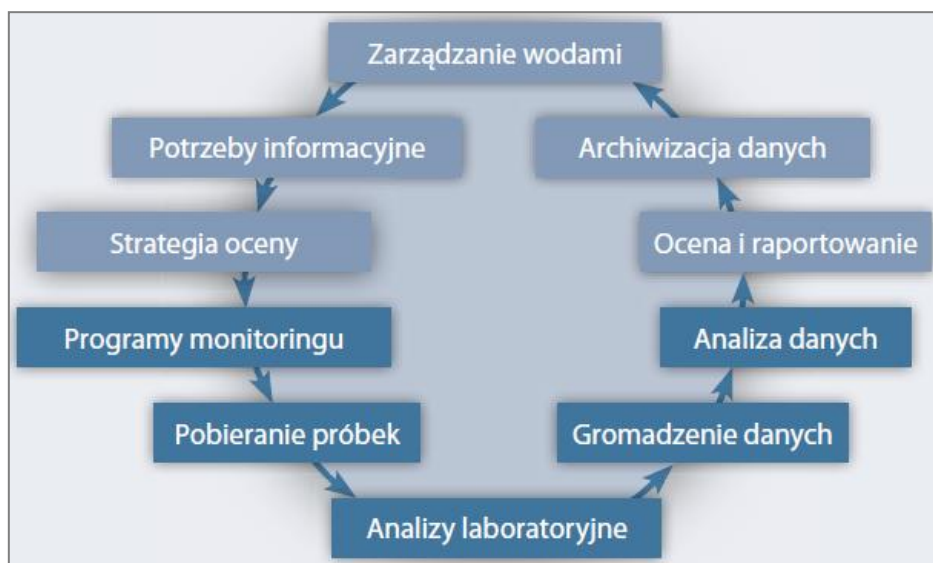 Zarządzanie wodami
Potrzeby informacyjne
Archiwizacja danych
Strategia oceny
Ocena i raportowanie
Programy monitoringu
Analiza danych
Pobieranie próbek
Gromadzenie danych
Analizy laboratoryjne